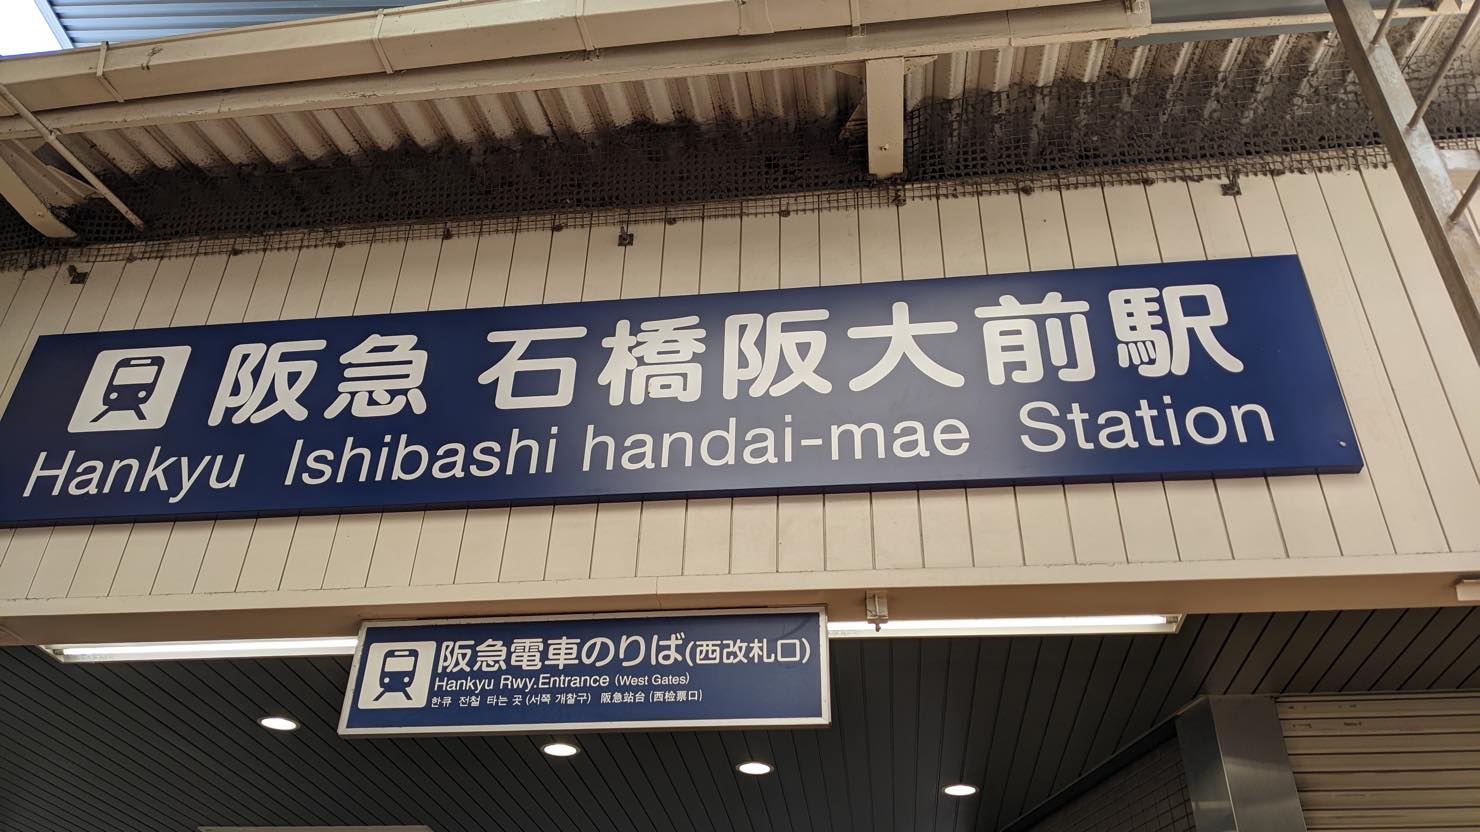 阪急 石橋阪大前駅
Hankyu Ishibashi handai-mae Station
阪急電車のりば(西改札口)
Hankyu Rwy.Entrance (West Gates)
한큐 전철 타는 곳 (서쪽 개찰구) 阪急站台 (西检票口)